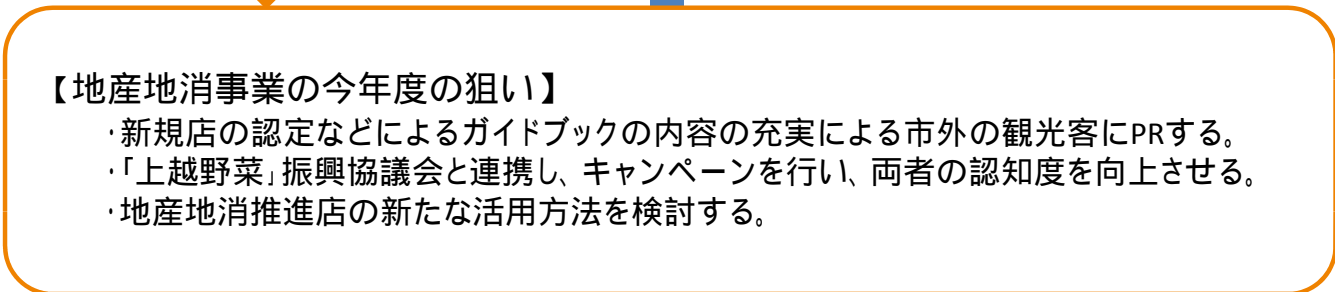 【地産地消事業の今年度の狙い】
・新規店の認定などによるガイドブックの内容の充実による市外の観光客にPRする。
・「上越野菜」振興協議会と連携し、キャンペーンを行い、両者の認知度を向上させる。
・地産地消推進店の新たな活用方法を検討する。